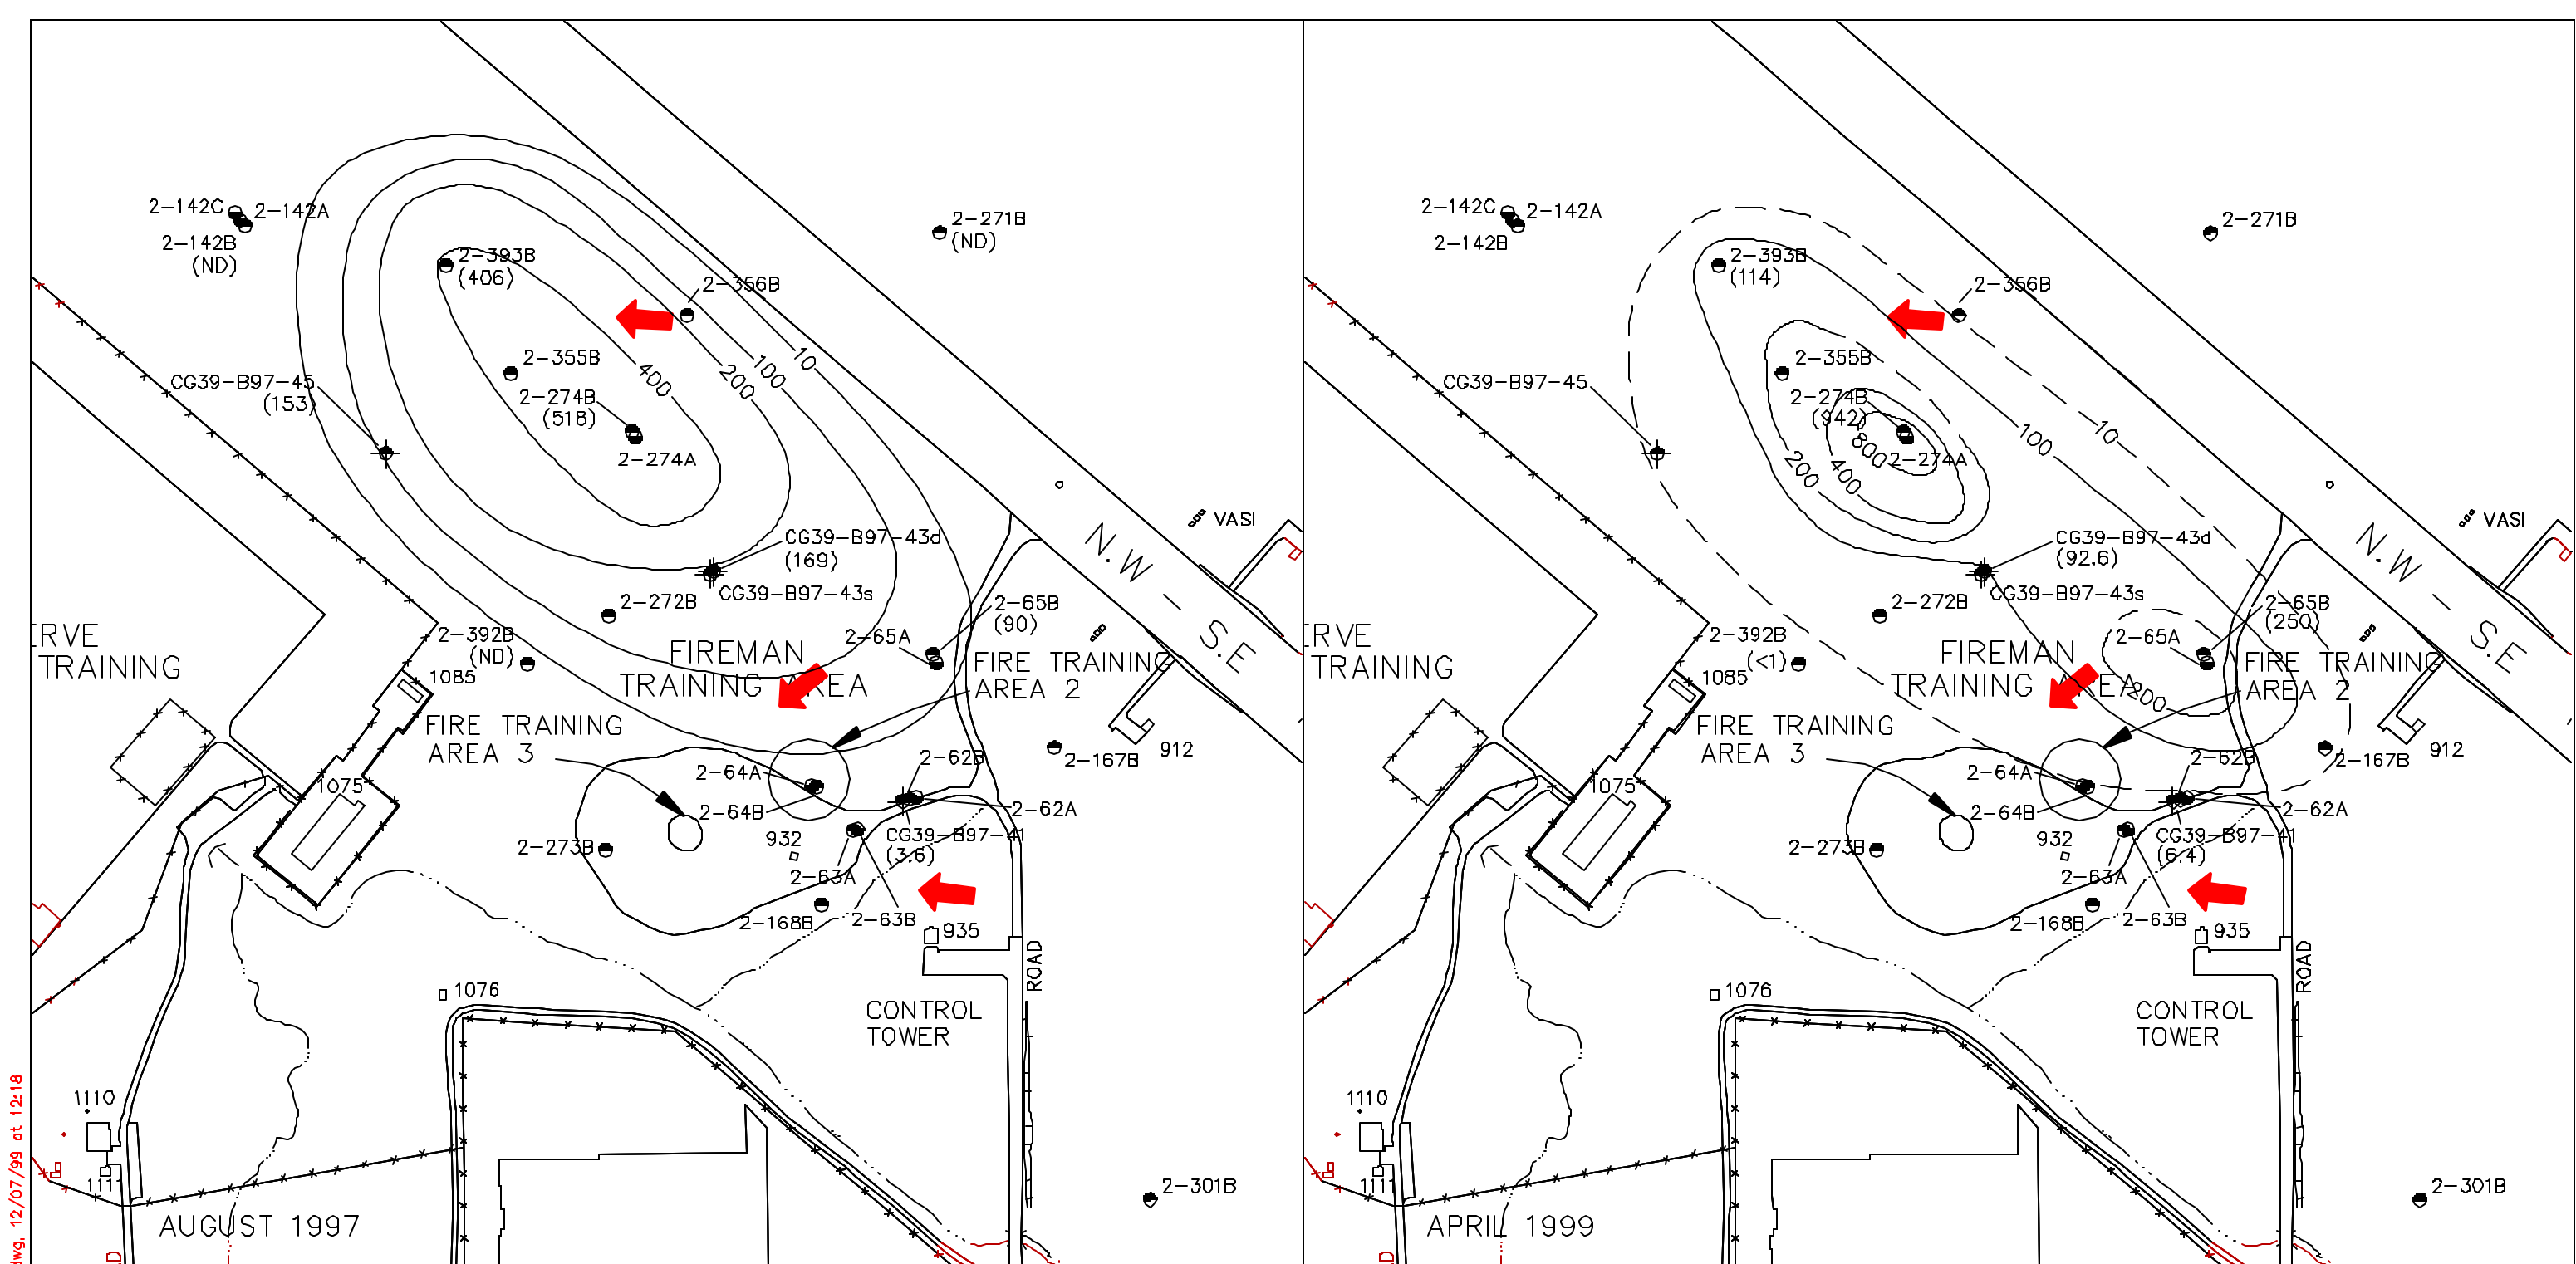 2-142C
2-142A
2-142B
(ND)
2-271B
(ND)
2-393B
(406)
2-356B
2-355B
CG39-B97-45
(153)
2-274B
(518)
2-274A
400
200
100
10
N.W - S.E
VASI
CG39-B97-43d
(169)
CG39-B97-43s
2-272B
2-65B
(90)
2-65A
2-392B
(ND)
ERVE
TRAINING
FIREMAN
TRAINING AREA
FIRE TRAINING
AREA 2
1085
FIRE TRAINING
AREA 3
2-64A
2-62B
2-167B
912
1075
2-64B
2-62A
932
CG39-B97-41
(3.6)
2-273B
2-63A
2-168B
2-63B
935
ROAD
1076
CONTROL
TOWER
1110
1111
2-301B
AUGUST 1997
dwg, 12/07/99 at 12:18
D
2-142C
2-142A
2-142B
2-271B
2-393B
(114)
2-356B
2-355B
CG39-B97-45
2-274B
(942)
2-274A
800
400
200
100
10
N.W - S.E
VASI
CG39-B97-43d
(92.6)
CG39-B97-43s
2-272B
2-65B
(250)
2-65A
2-392B
(<1)
ERVE
TRAINING
FIREMAN
TRAINING AREA
200
FIRE TRAINING
AREA 2
1085
FIRE TRAINING
AREA 3
2-64A
2-62B
2-167B
912
1075
2-64B
2-62A
932
CG39-B97-41
(6.4)
2-273B
2-63A
2-168B
2-63B
935
ROAD
1076
CONTROL
TOWER
1110
1111
2-301B
APRIL 1999
D